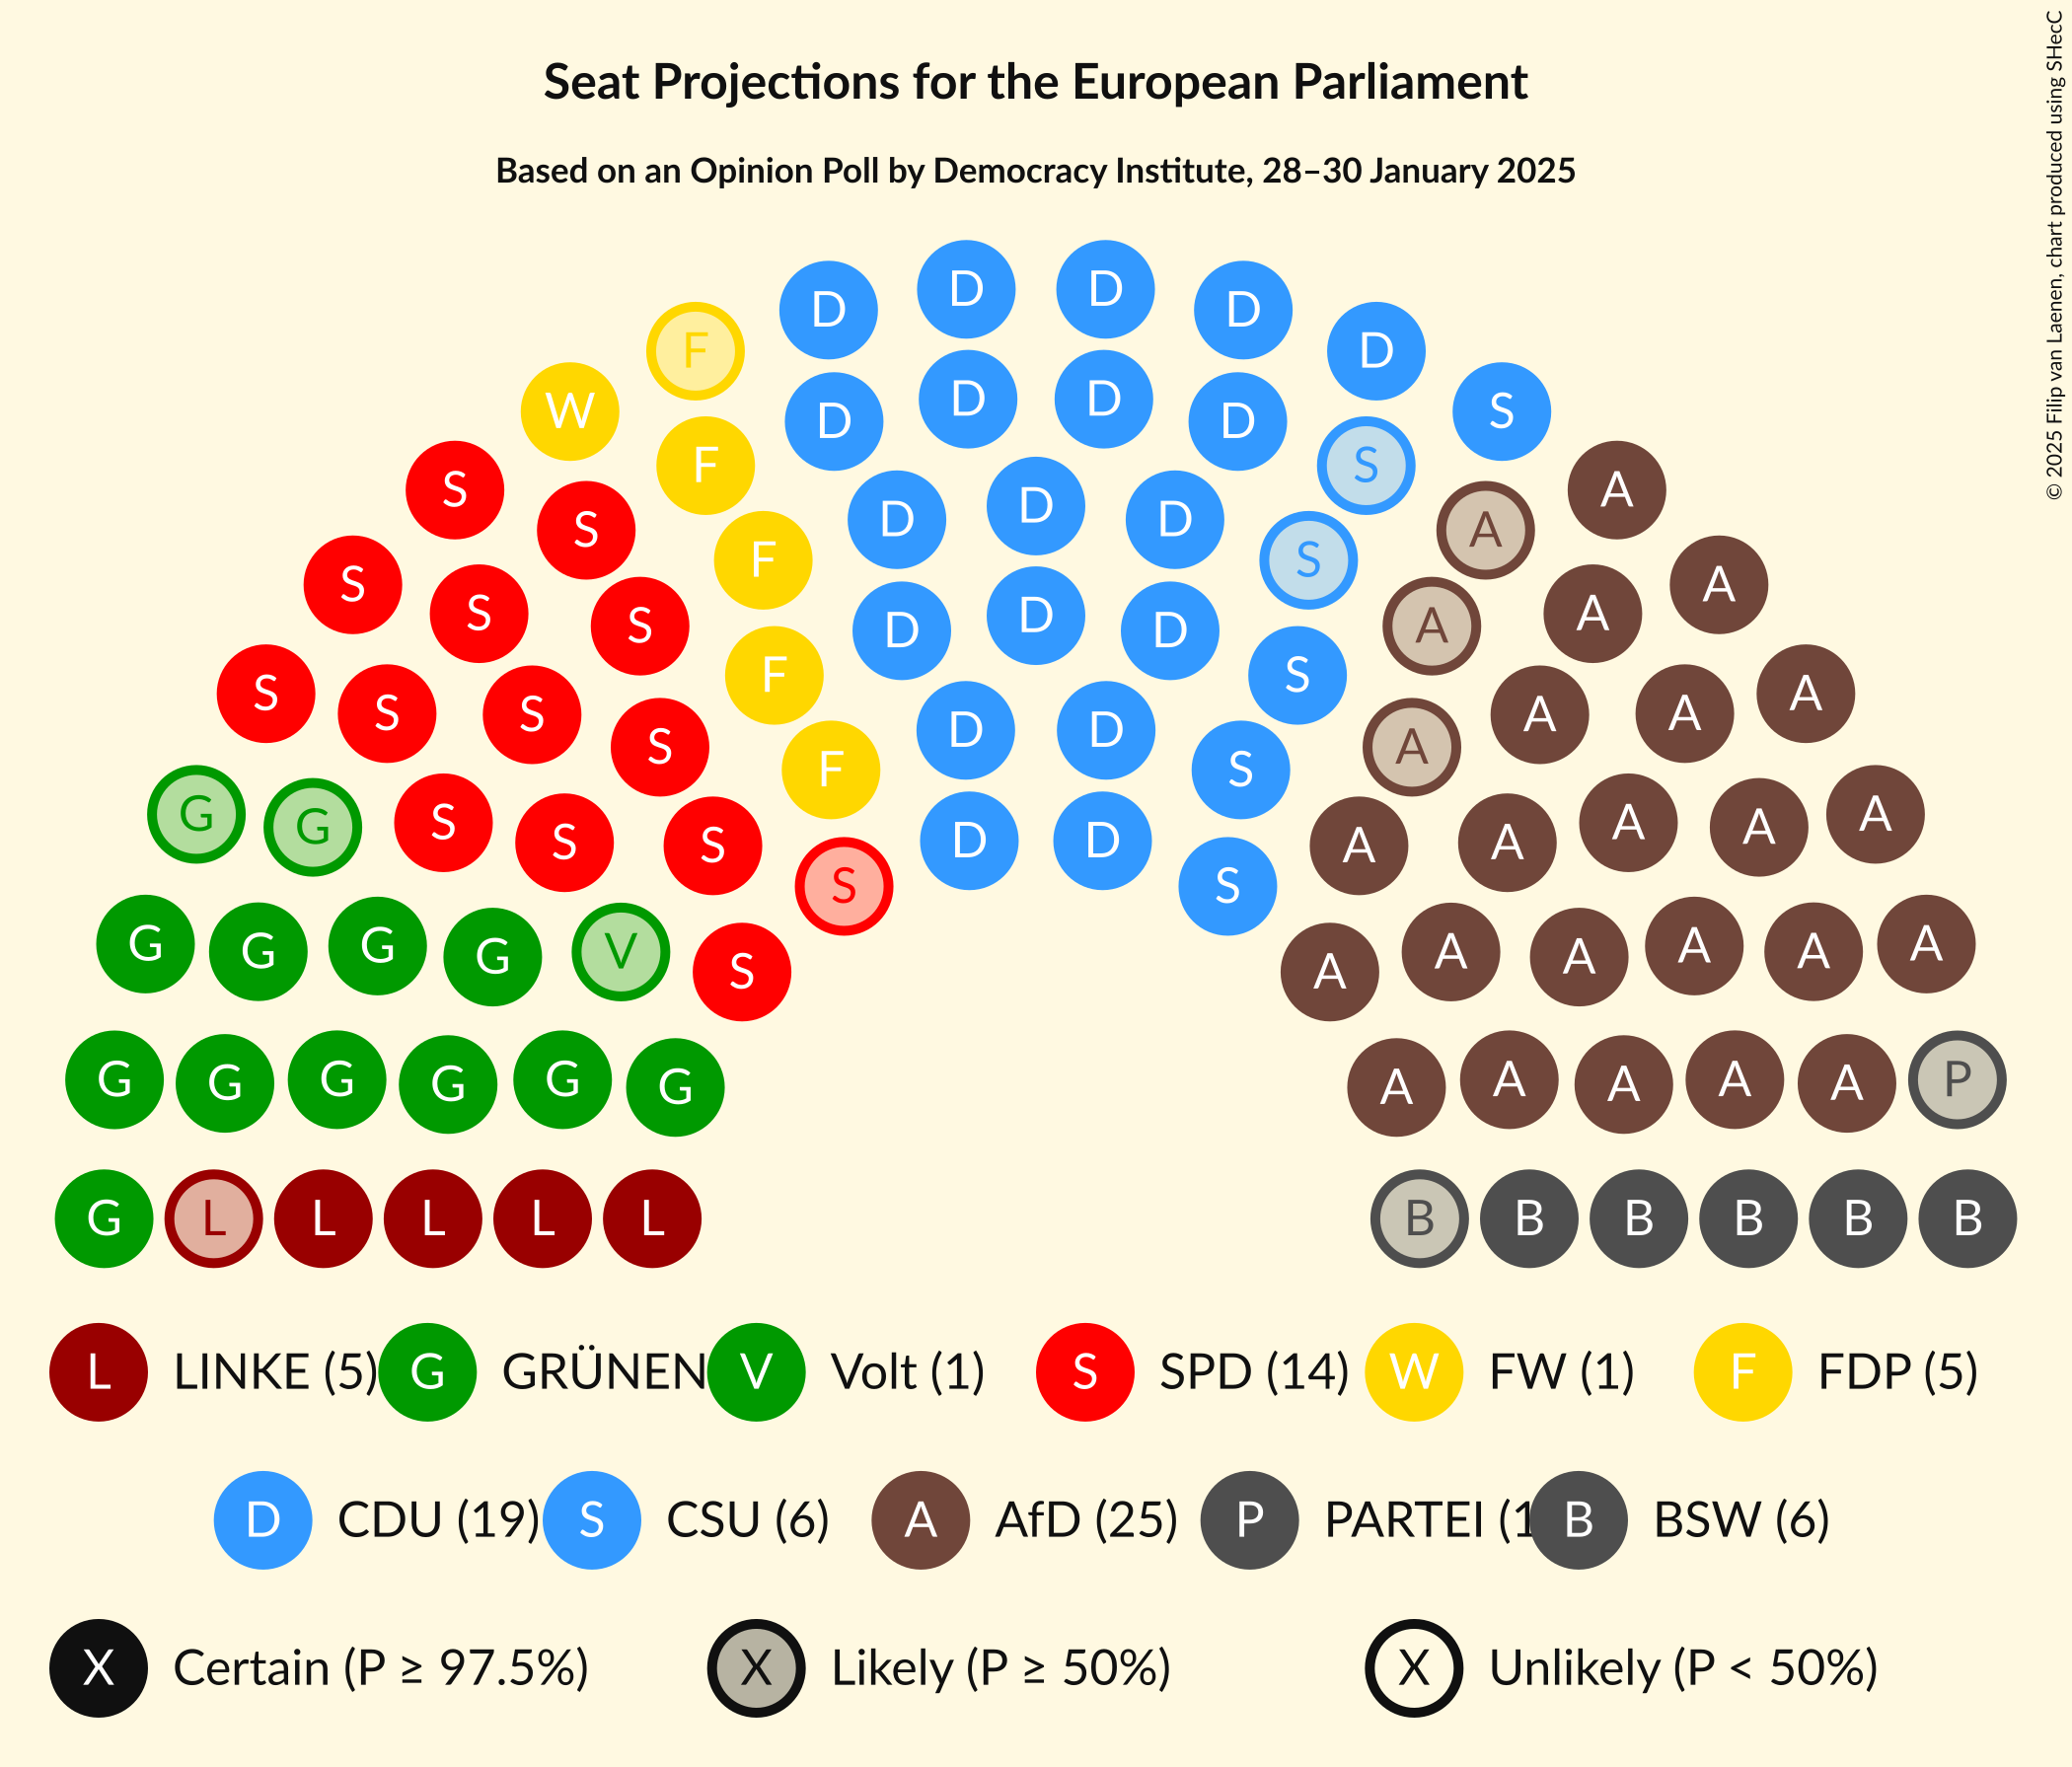 Seat Projections for the European Parliament
Based on an Opinion Poll by Democracy Institute, 28–30 January 2025
© 2025 Filip van Laenen, chart produced using SHecC
D D D D
F D
W S
D D D D
F S
S A
D D D
S A
F S
S A
D D D
S A
S A
F S
S A
S A
S A
D D
S A
F S
G A
G A
S A
S A
S A
D D
S S
G A
G A
G A
G A
V A
S A
G G G G G G A A A A A P
G L L L L L B B B B B B
L LINKE (5) G GRÜNEN V Volt (1) S SPD (14) W FW (1) F FDP (5)
D CDU (19) S CSU (6) A AfD (25) P PARTEI (1 B BSW (6)
X Certain (P ≥ 97.5%) X Likely (P ≥ 50%) X Unlikely (P < 50%)